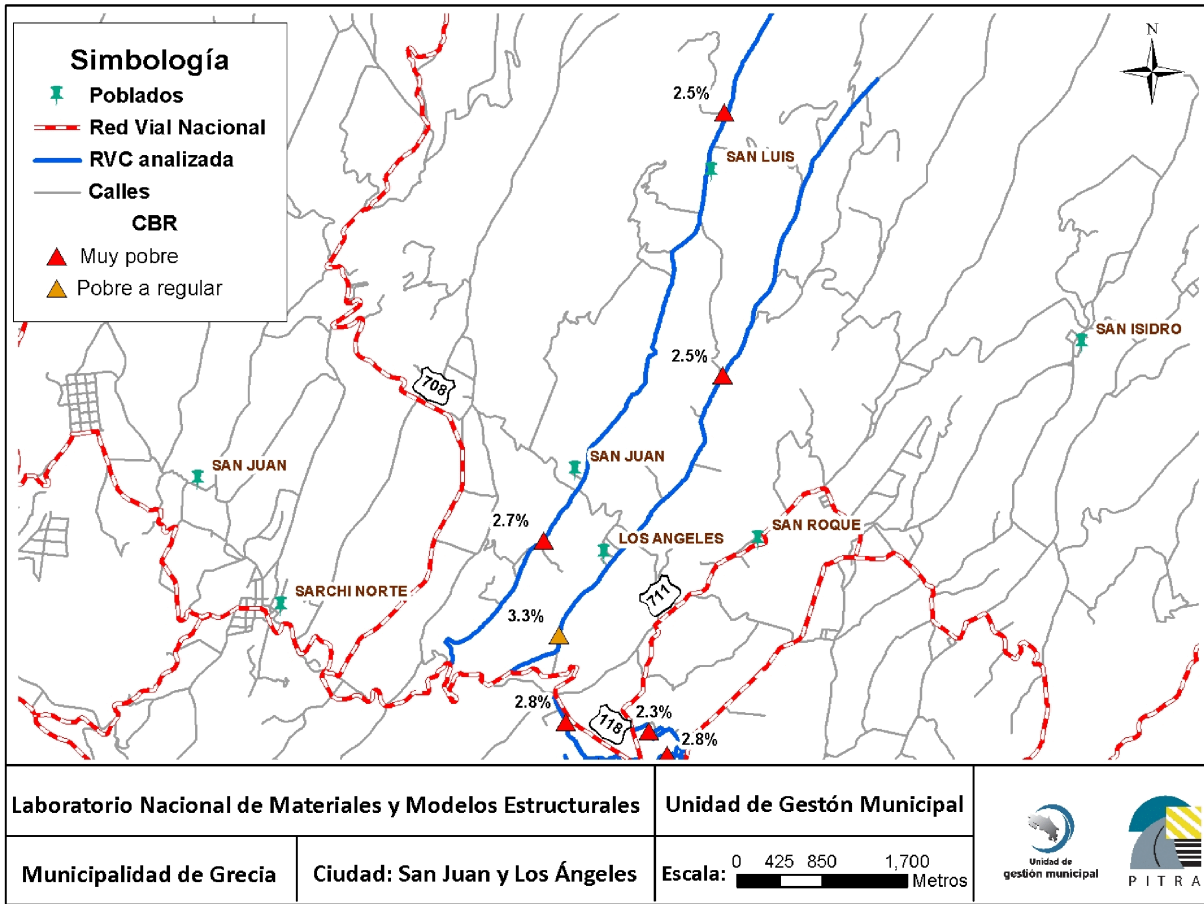 Simbología
Poblados
Red Vial Nacional
RVC analizada
Calles
CBR
Muy pobre
Pobre a regular
N
2.5%
SAN LUIS
SAN ISIDRO
2.5%
708
SAN JUAN
SAN JUAN
2.7%
SAN ROQUE
LOS ANGELES
SARCHI NORTE
711
3.3%
2.8%
118
2.3%
2.8%
Laboratorio Nacional de Materiales y Modelos Estructurales
Unidad de Gestón Municipal
Municipalidad de Grecia
Ciudad: San Juan y Los Ángeles
Escala:
0 425 850 1,700
Metros
Unidad de
gestión municipal
PITRA